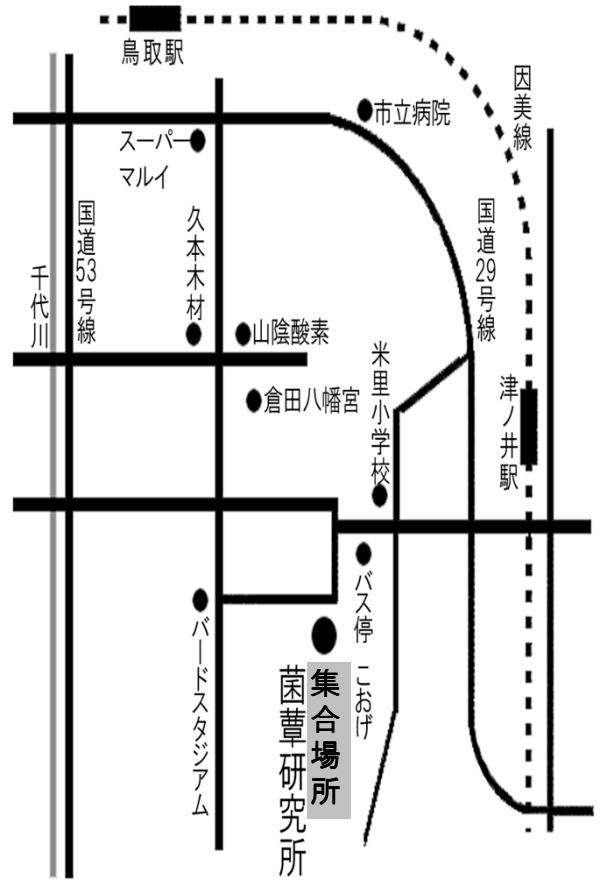 鳥取駅
因美線
市立病院
スーパー
マルイ
国道53号線
千代川
久本木材
国道29号線
山陰酸素
米里小学校
倉田八幡宮
津ノ井駅
バス停 こおげ
バードスタジアム
集合場所
菌蕈研究所